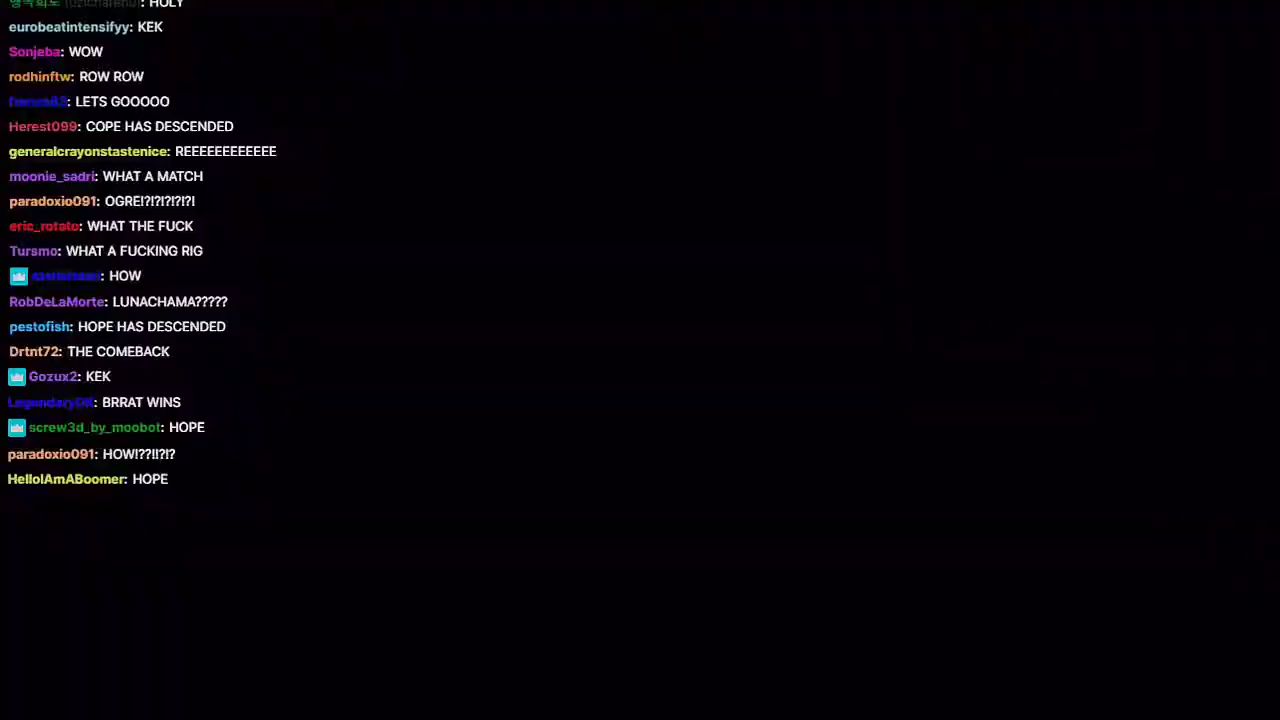 : HOLY
eurobeatintensifyy: KEK
Sonjeba: WOW
rodhinftw: ROW ROW
: LETS GOOOOO
Herest099: COPE HAS DESCENDED
generalcrayonstastenice: REEEEEEEEEEEE
moonie_sadri: WHAT A MATCH
paradoxio091: OGRE!?!?!?!?!?!
eric_rotato: WHAT THE FUCK
Tursmo: WHAT A FUCKING RIG
: HOW
RobDeLaMorte: LUNACHAMA?????
pestofish: HOPE HAS DESCENDED
Drtnt72: THE COMEBACK
Gozux2: KEK
: BRRAT WINS
screw3d_by_moobot: HOPE
paradoxio091: HOW!??!!?!?
HelloIAmABoomer: HOPE